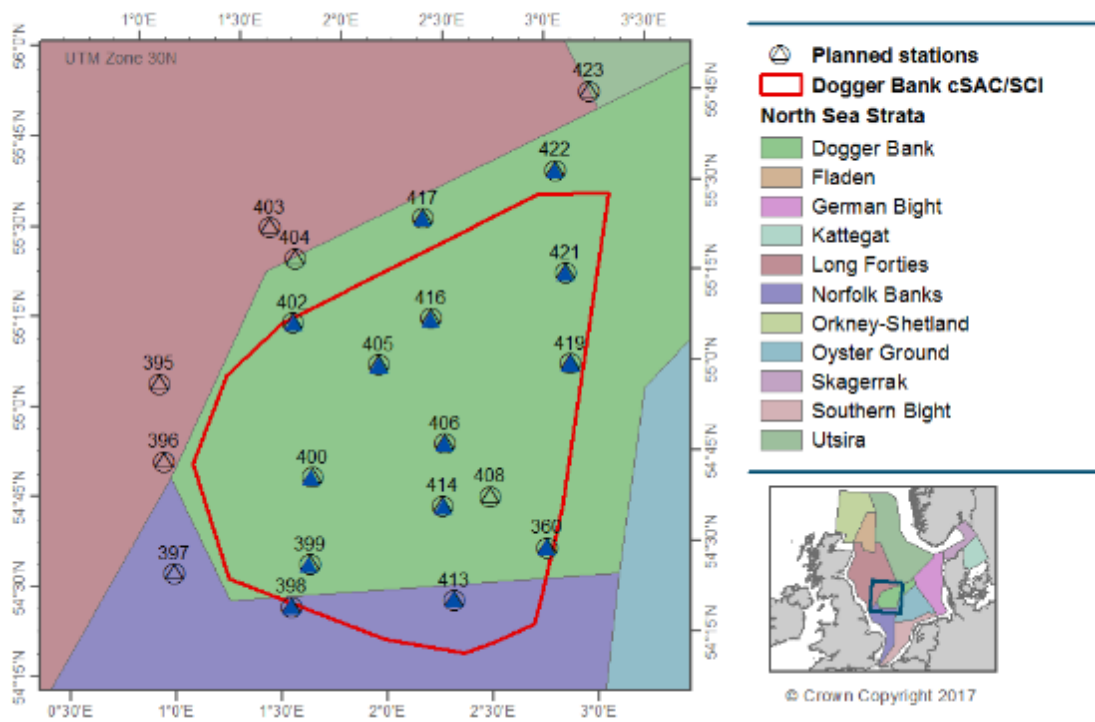 1°0'E 1°30'E 2°0'E 2°30'E 3°0'E 3°30'E
UTM Zone 30N
56°0'N
55°45'N
55°30'N
55°15'N
55°0'N
54°45'N
54°30'N
54°15'N
423
422
417
403
404
421
416
402
405
419
395
406
396
400
408
414
360
399
397
398
413
55°45'N
55°30'N
55°15'N
55°0'N
54°45'N
54°30'N
54°15'N
0°30'E 1°0'E 1°30'E 2°0'E 2°30'E 3°0'E
Planned stations
Dogger Bank cSAC/SCI
North Sea Strata
Dogger Bank
Fladen
German Bight
Kattegat
Long Forties
Norfolk Banks
Orkney-Shetland
Oyster Ground
Skagerrak
Southern Bight
Utsira
© Crown Copyright 2017